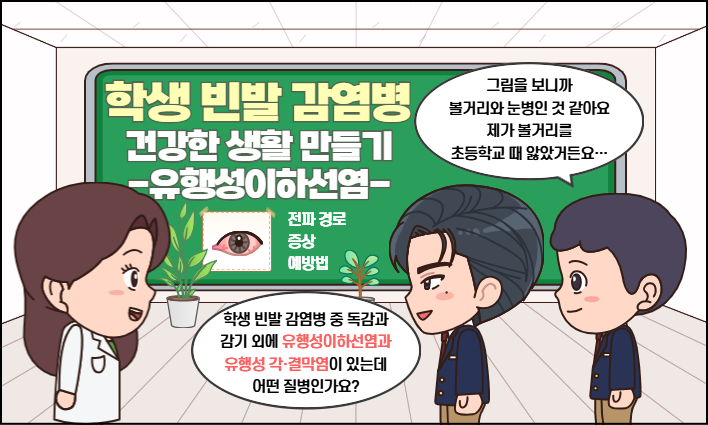 학생 빈발 감염병
건강한 생활 만들기
-유행성이하선염-
전파 경로
증상
예방법
그림을 보니까
볼거리와 눈병인 것 같아요
제가 볼거리를
초등학교 때 앓았거든요…
학생 빈발 감염병 중 독감과
감기 외에 유행성이하선염과
유행성 각·결막염이 있는데
어떤 질병인가요?